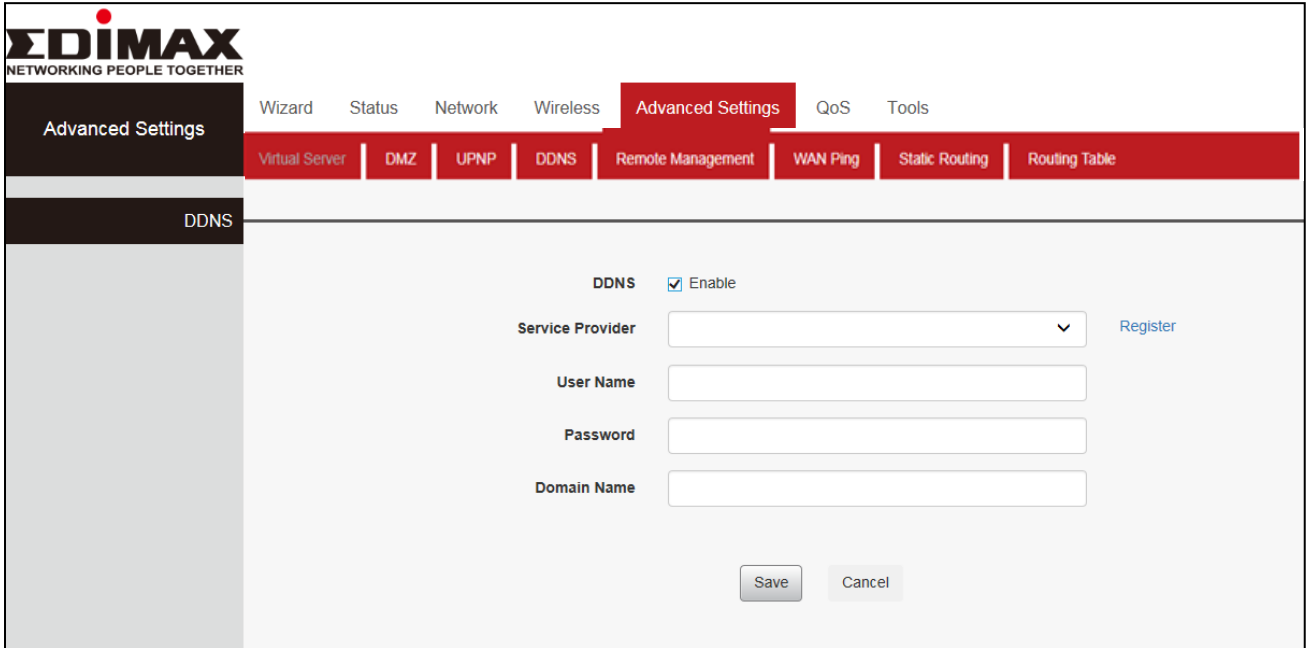 EDIMAX
NETWORKING PEOPLE TOGETHER
Advanced Settings
Wizard Status Network Wireless Advanced Settings QoS Tools
Virtual Server DMZ UPNP DDNS Remote Management WAN Ping Static Routing Routing Table
DDNS
DDNS Enable
Service Provider Register
User Name
Password
Domain Name
Save Cancel